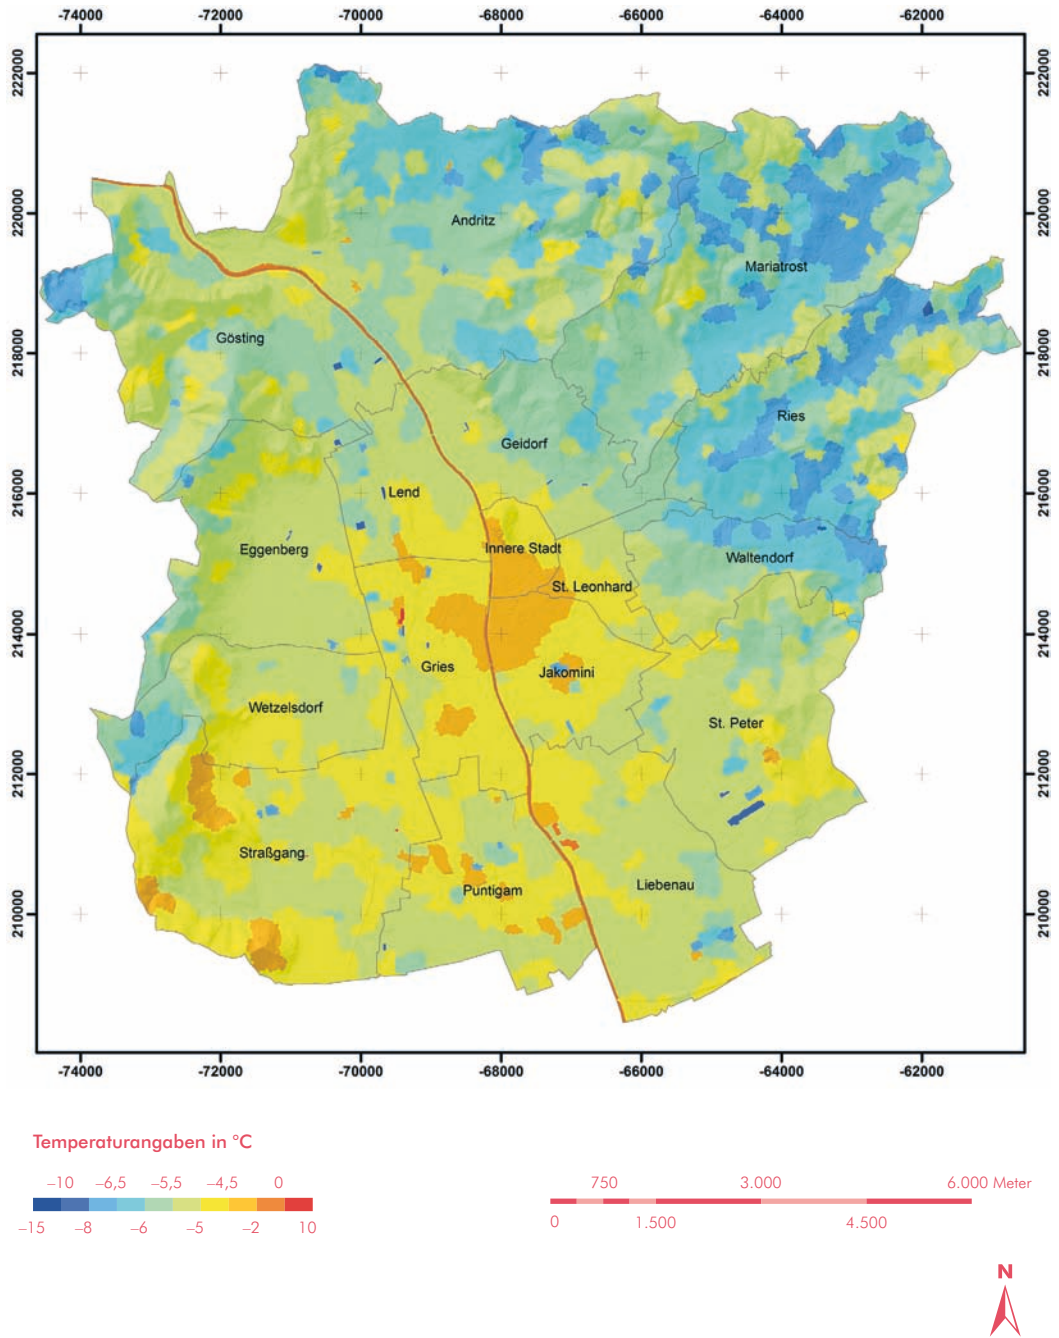 -74000 -72000 -70000 -68000 -66000 -64000 -62000
222000 222000
220000 220000
218000 218000
216000 216000
214000 214000
212000 212000
210000 210000
Andritz
Mariatrost
Gösting
Ries
Geidorf
Lend
Innere Stadt
Eggenberg
Waltendorf
St. Leonhard
Gries
Jakomini
Wetzelsdorf
St. Peter
Straßgang
Puntigam
Liebenau
-74000 -72000 -70000 -68000 -66000 -64000 -62000
Temperaturangaben in °C
–10 –6,5 –5,5 –4,5 0
–15 –8 –6 –5 –2 10
750 3.000 6.000 Meter
0 1.500 4.500
N